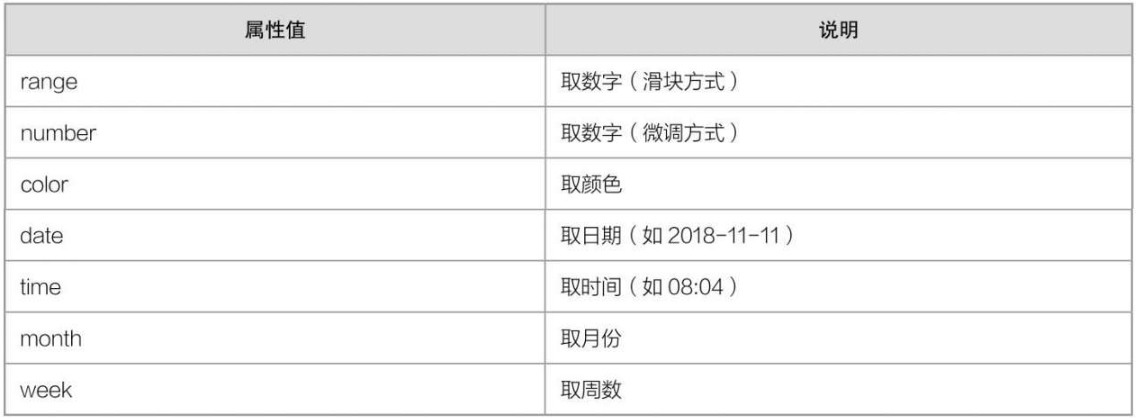 属性值 说明
range 取数字（滑块方式）
number 取数字（微调方式）
color 取颜色
date 取日期（如 2018-11-11）
time 取时间（如 08:04）
month 取月份
week 取周数